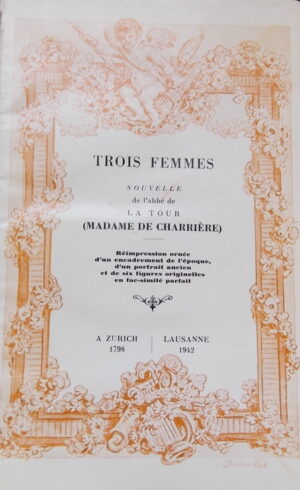 TROIS FEMMES
NOUVELLE
de l'abbé de
LA TOUR
(MADAME DE CHARRIÈRE)
Réimpression ornée
d'un encadrement de l'époque,
d'un portrait ancien
et de six figures originelles
en fac-similé parfait
A ZURICH
1798
LAUSANNE
1942